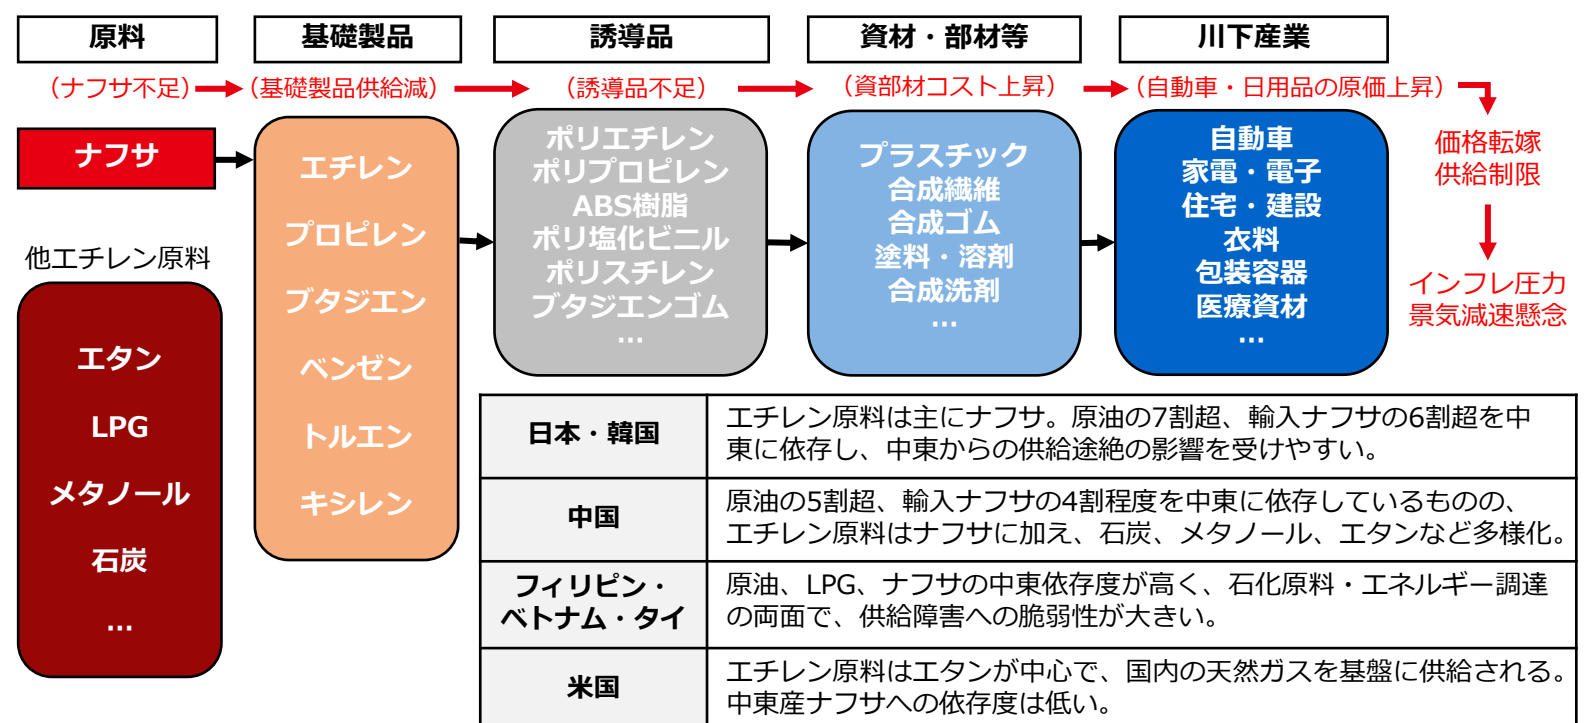 原料
基礎製品
誘導品
資材・部材等
川下産業
（ナフサ不足）
（基礎製品供給減）
（誘導品不足）
（資部材コスト上昇）
（自動車・日用品の原価上昇）
価格転嫁
供給制限
インフレ圧力
景気減速懸念
ナフサ
他エチレン原料
エタン
LPG
メタノール
石炭
…
エチレン
プロピレン
ブタジエン
ベンゼン
トルエン
キシレン
ポリエチレン
ポリプロピレン
ABS樹脂
ポリ塩化ビニル
ポリスチレン
ブタジエンゴム
…
プラスチック
合成繊維
合成ゴム
塗料・溶剤
合成洗剤
…
自動車
家電・電子
住宅・建設
衣料
包装容器
医療資材
…
日本・韓国
エチレン原料は主にナフサ。原油の7割超、輸入ナフサの6割超を中
東に依存し、中東からの供給途絶の影響を受けやすい。
中国
原油の5割超、輸入ナフサの4割程度を中東に依存しているものの、
エチレン原料はナフサに加え、石炭、メタノール、エタンなど多様化。
フィリピン・
ベトナム・タイ
原油、LPG、ナフサの中東依存度が高く、石化原料・エネルギー調達
の両面で、供給障害への脆弱性が大きい。
米国
エチレン原料はエタンが中心で、国内の天然ガスを基盤に供給される。
中東産ナフサへの依存度は低い。